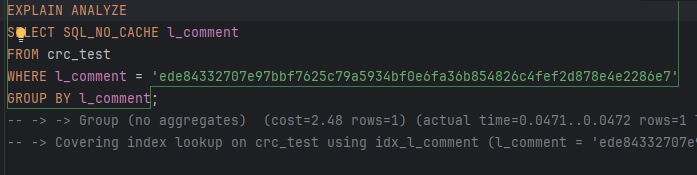 EXPLAIN ANALYZE
SELECT SQL_NO_CACHE l_comment
FROM crc_test
WHERE l_comment = 'ede84332707e97bbf7625c79a5934bf0e6fa36b854826c4fef2d878e4e2286e7'
GROUP BY l_comment;
-- -> -> Group (no aggregates)  (cost=2.48 rows=1) (actual time=0.0471..0.0472 rows=1 l
-- -> Covering index lookup on crc_test using idx_l_comment (l_comment = 'ede84332707e9